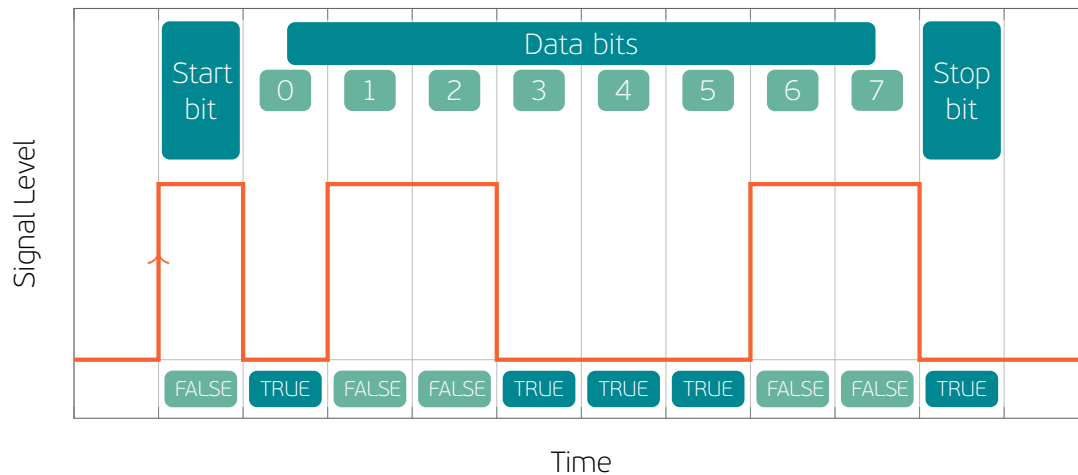 Start
bit
Data bits
0 1 2 3 4 5 6 7
Stop
bit
Signal Level
FALSE TRUE FALSE FALSE TRUE TRUE TRUE FALSE FALSE TRUE
Time